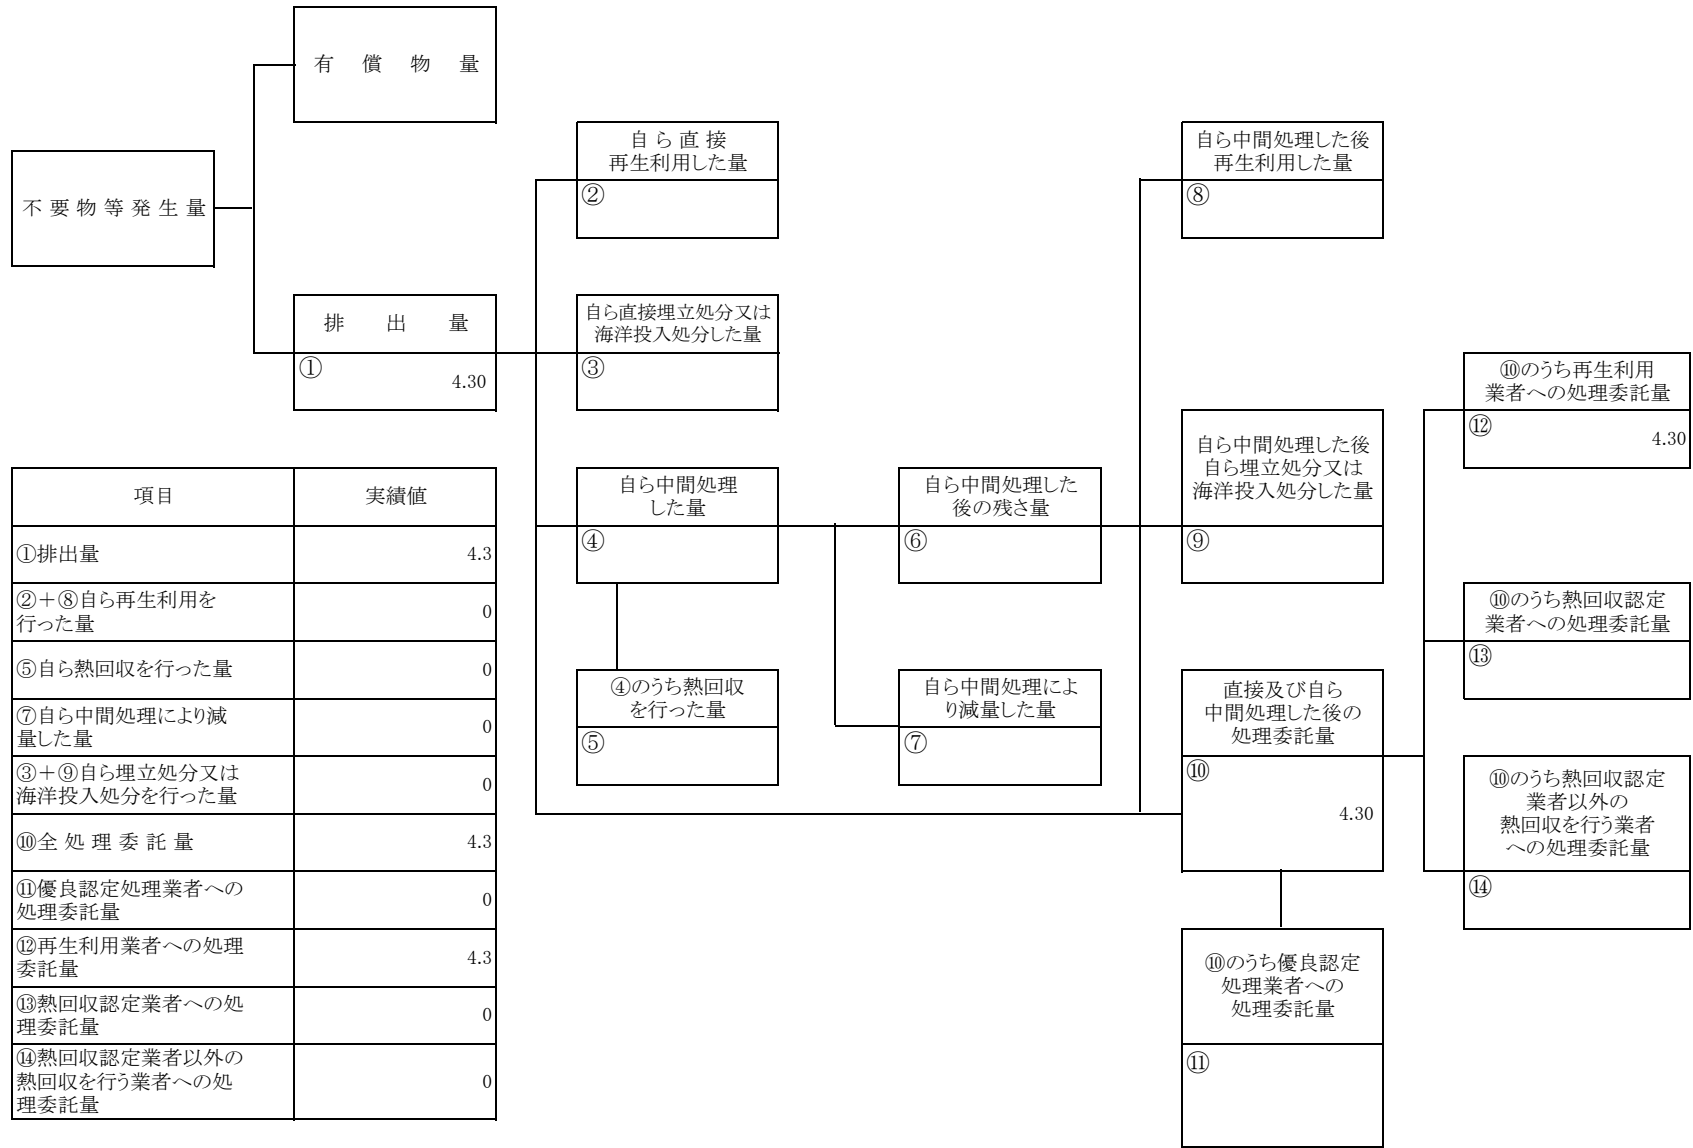 有 償 物 量
不 要 物 等 発 生 量
排 出 量
①
4.30
自 ら 直 接
再生利用した量
②
自ら直接埋立処分又は
海洋投入処分した量
③
自ら中間処理
した量
④
④のうち熱回収
を行った量
⑤
自ら中間処理した
後の残さ量
⑥
自ら中間処理によ
り減量した量
⑦
自ら中間処理した後
再生利用した量
⑧
自ら中間処理した後
自ら埋立処分又は
海洋投入処分した量
⑨
直接及び自ら
中間処理した後の
処理委託量
⑩
4.30
⑩のうち優良認定
処理業者への
処理委託量
⑪
⑩のうち再生利用
業者への処理委託量
⑫
4.30
⑩のうち熱回収認定
業者への処理委託量
⑬
⑩のうち熱回収認定
業者以外の
熱回収を行う業者
への処理委託量
⑭
項目 実績値
①排出量 4.3
②＋⑧自ら再生利用を
行った量 0
⑤自ら熱回収を行った量 0
⑦自ら中間処理により減
量した量 0
③＋⑨自ら埋立処分又は
海洋投入処分を行った量 0
⑩全 処 理 委 託 量 4.3
⑪優良認定処理業者への
処理委託量 0
⑫再生利用業者への処理
委託量 4.3
⑬熱回収認定業者への処
理委託量 0
⑭熱回収認定業者以外の
熱回収を行う業者への処
理委託量 0